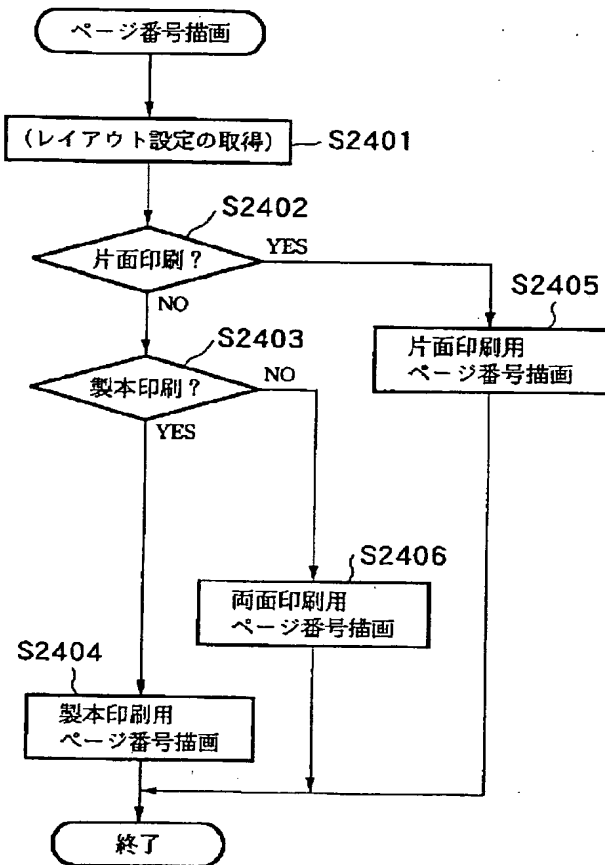 ページ番号描画
(レイアウト設定の取得)
S2401
S2402
片面印刷?
YES
NO
S2405
片面印刷用
ページ番号描画
S2403
製本印刷?
NO
YES
S2406
両面印刷用
ページ番号描画
S2404
製本印刷用
ページ番号描画
終了